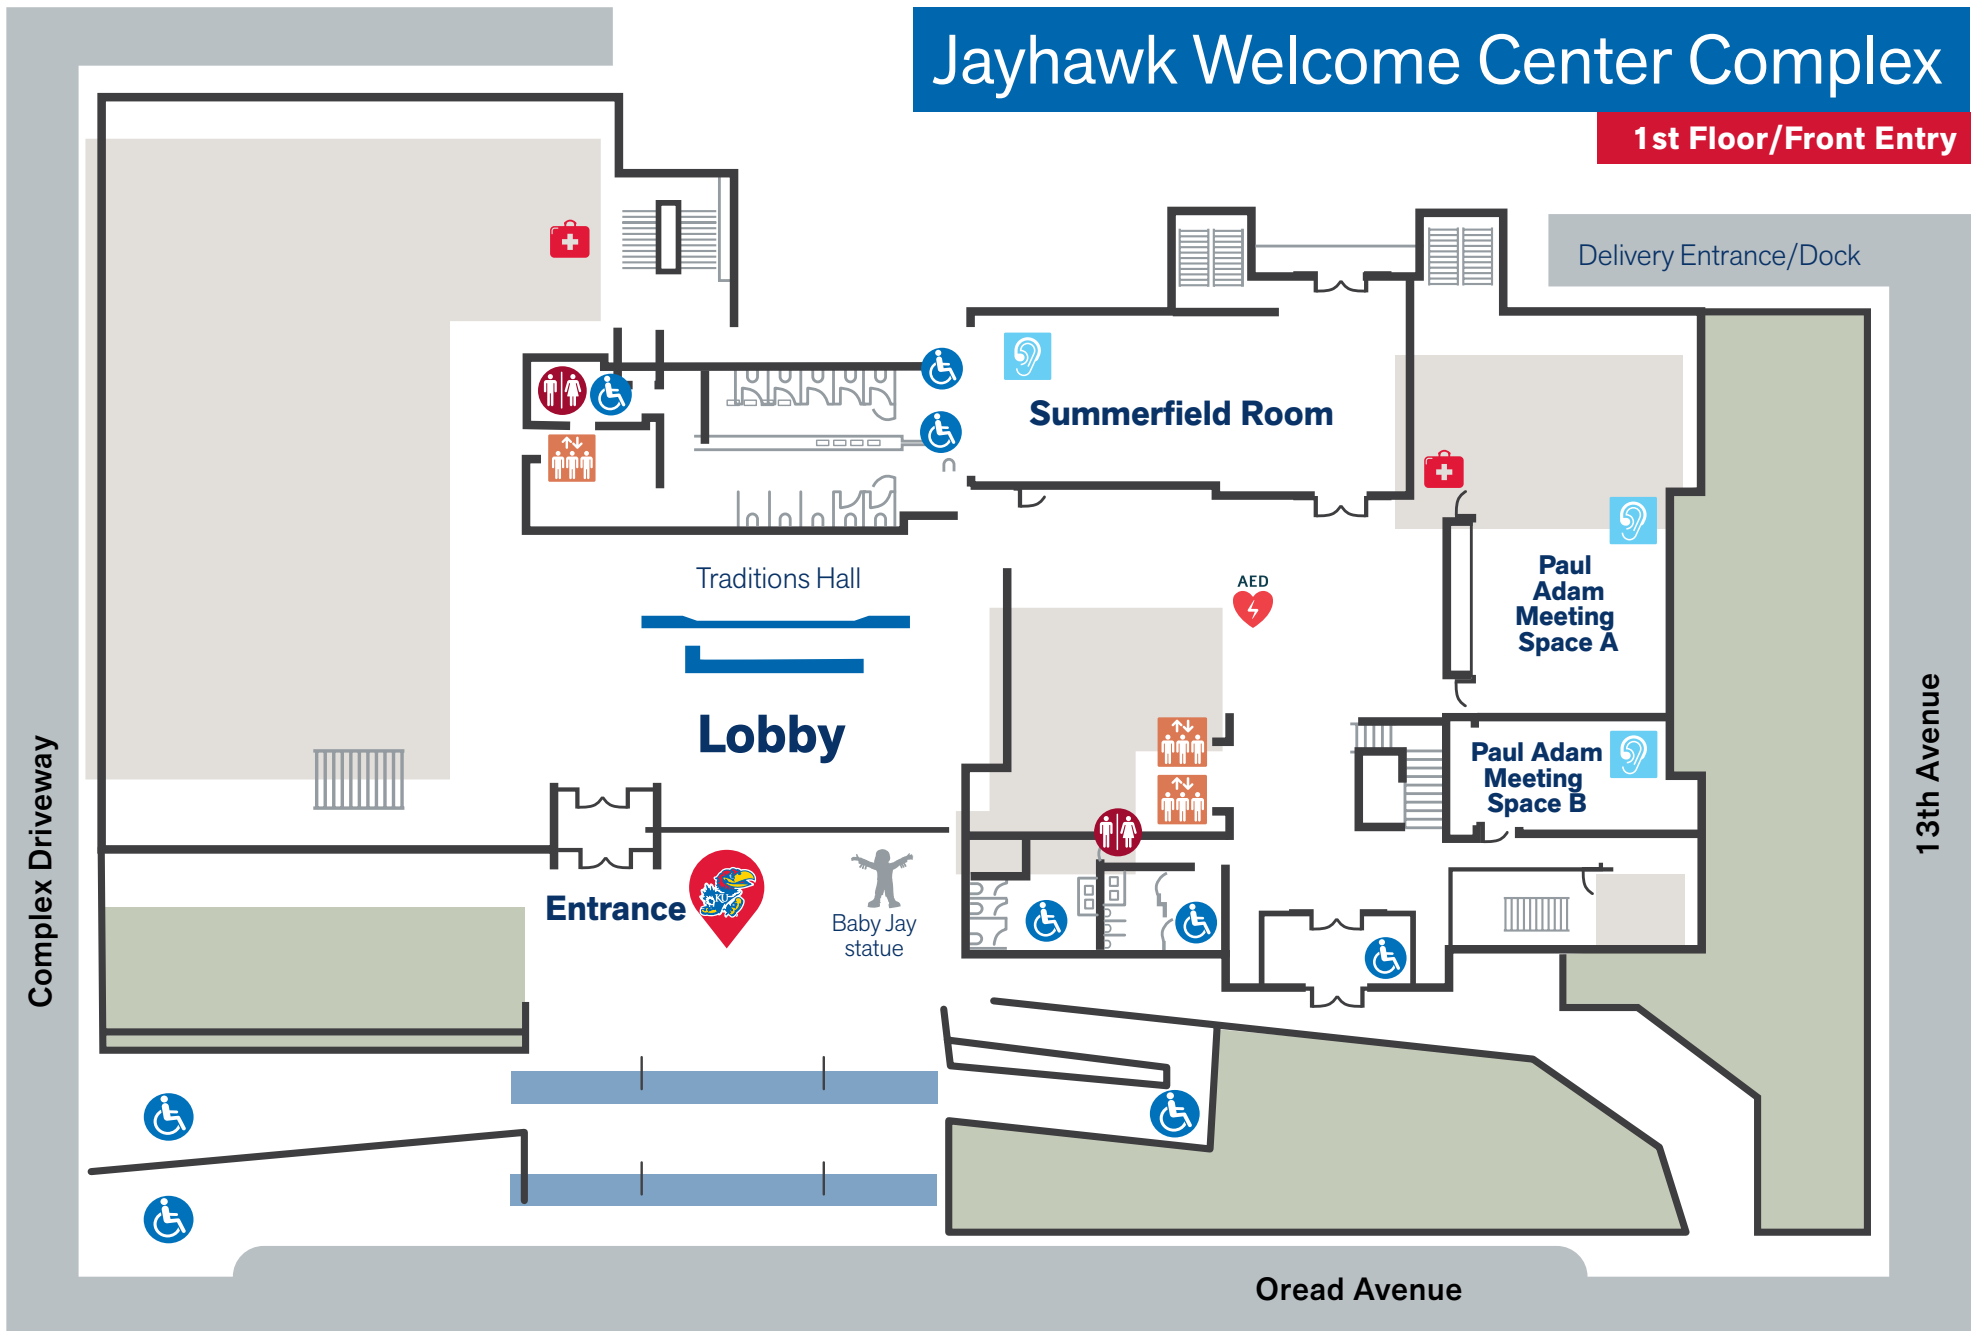 Jayhawk Welcome Center Complex
1st Floor/Front Entry
Delivery Entrance/Dock
Summerfield Room
Traditions Hall
AED
Paul
Adam
Meeting
Space A
Lobby
Paul Adam
Meeting
Space B
Complex Driveway
13th Avenue
Entrance
KU
Baby Jay
statue
Oread Avenue